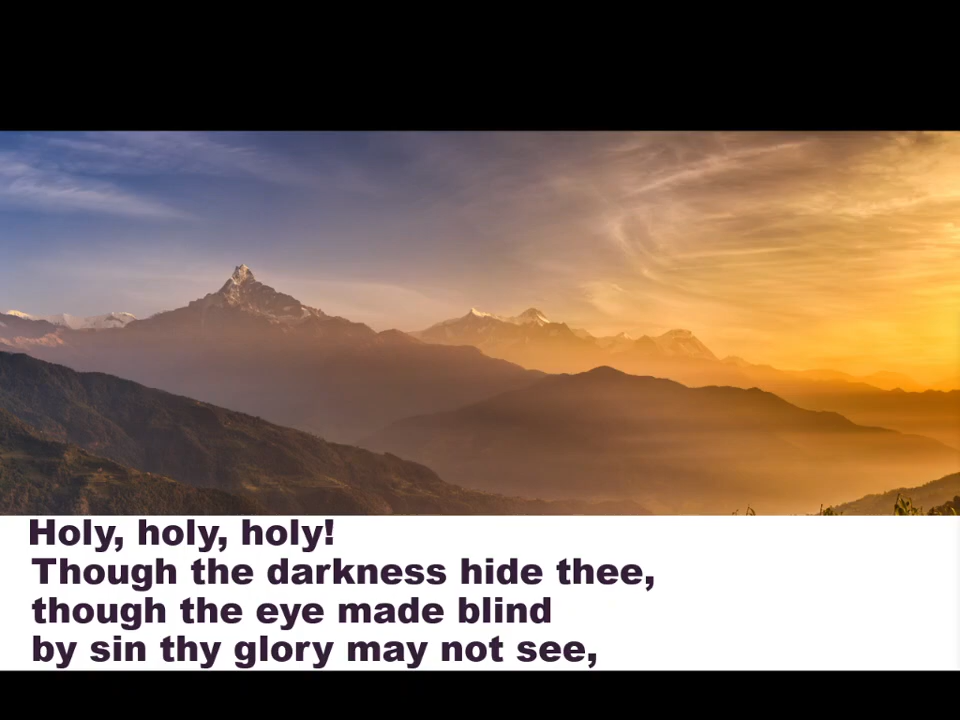 Holy, holy, holy!
Though the darkness hide thee,
though the eye made blind
by sin thy glory may not see,